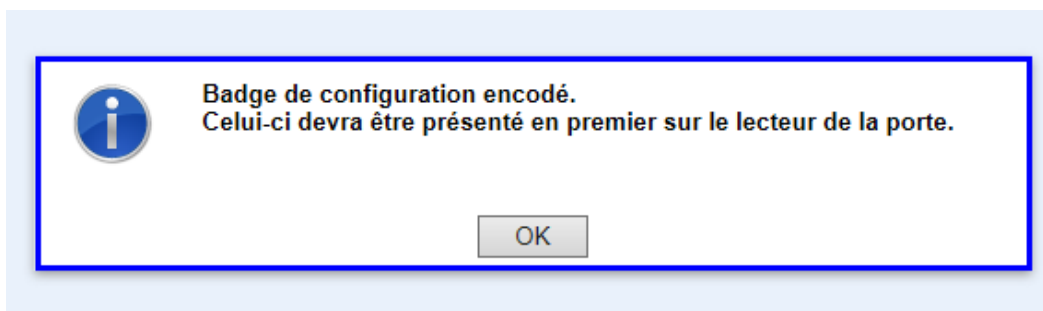 Badge de configuration encodé.
Celui-ci devra être présenté en premier sur le lecteur de la porte.
OK